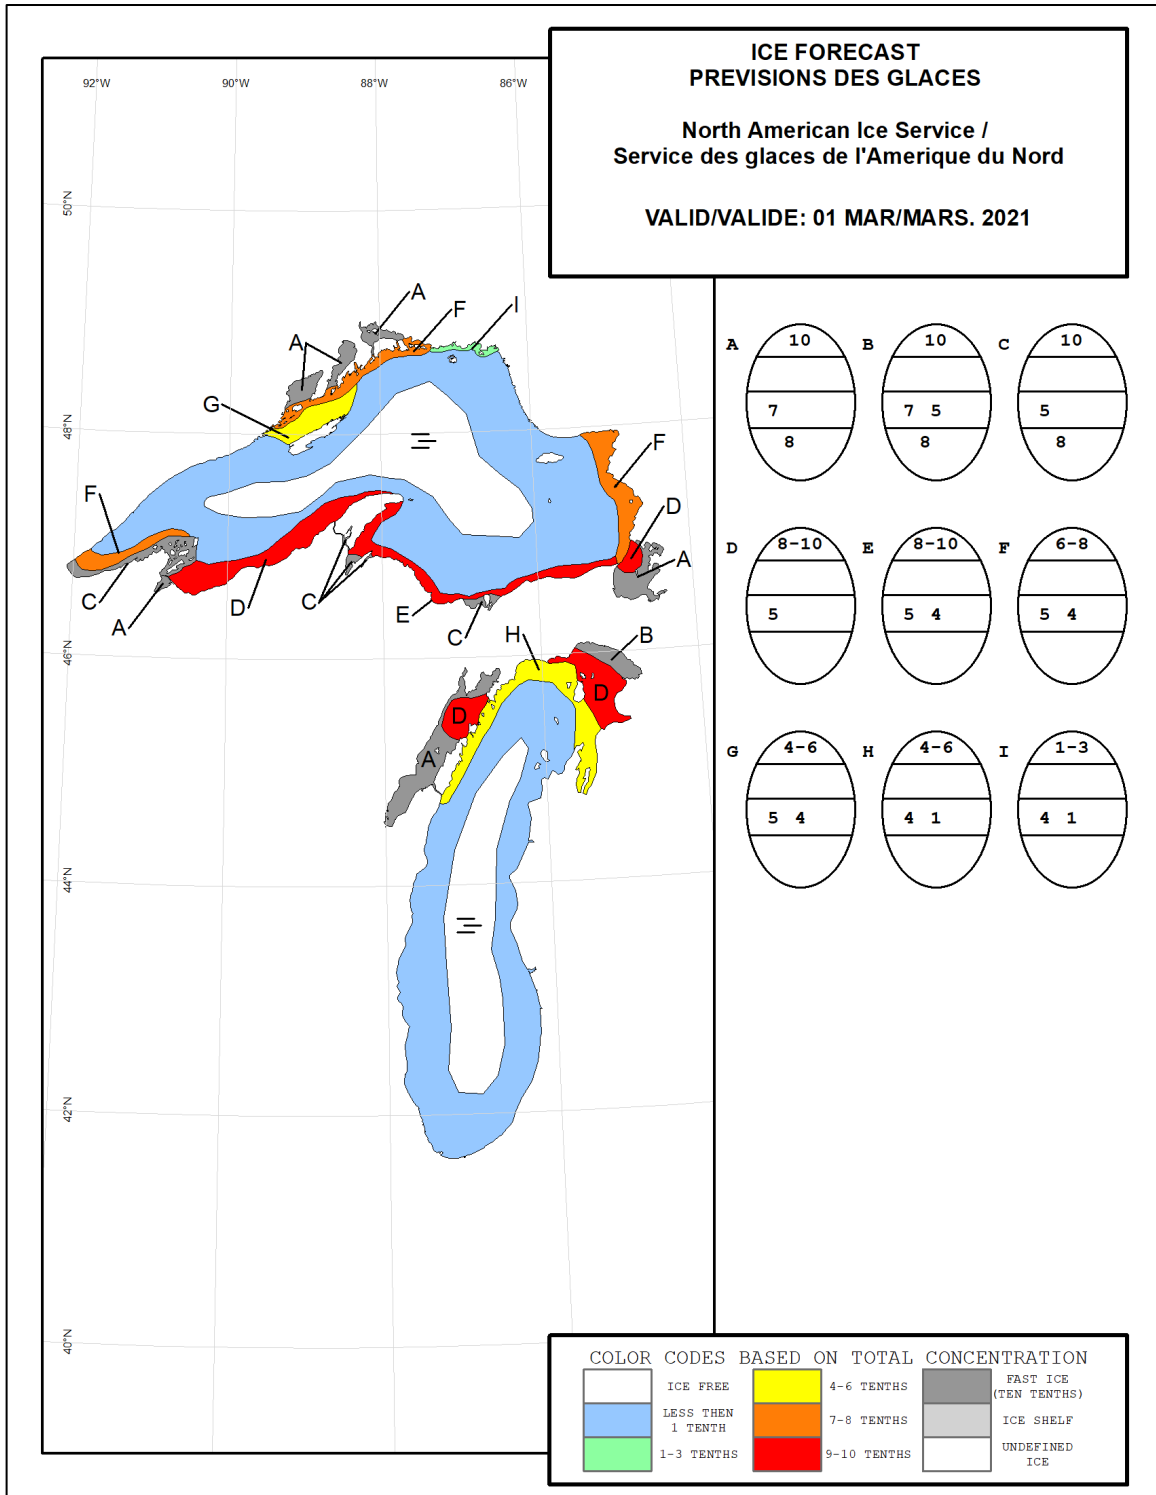 ICE FORECAST
PREVISIONS DES GLACES
North American Ice Service /
Service des glaces de l'Amerique du Nord
VALID/VALIDE: 01 MAR/MARS. 2021
92°W 90°W 88°W 86°W
50°N
48°N
46°N
44°N
42°N
40°N
A
F
I
A
G
F
F
D
A
C
A
D
C
E
C
H
B
D
D
A
A 10
7
8
B 10
7 5
8
C 10
5
8
D 8-10
5
E 8-10
5 4
F 6-8
5 4
G 4-6
5 4
H 4-6
4 1
I 1-3
4 1
COLOR CODES BASED ON TOTAL CONCENTRATION
ICE FREE
LESS THEN
1 TENTH
1-3 TENTHS
4-6 TENTHS
7-8 TENTHS
9-10 TENTHS
FAST ICE
(TEN TENTHS)
ICE SHELF
UNDEFINED
ICE